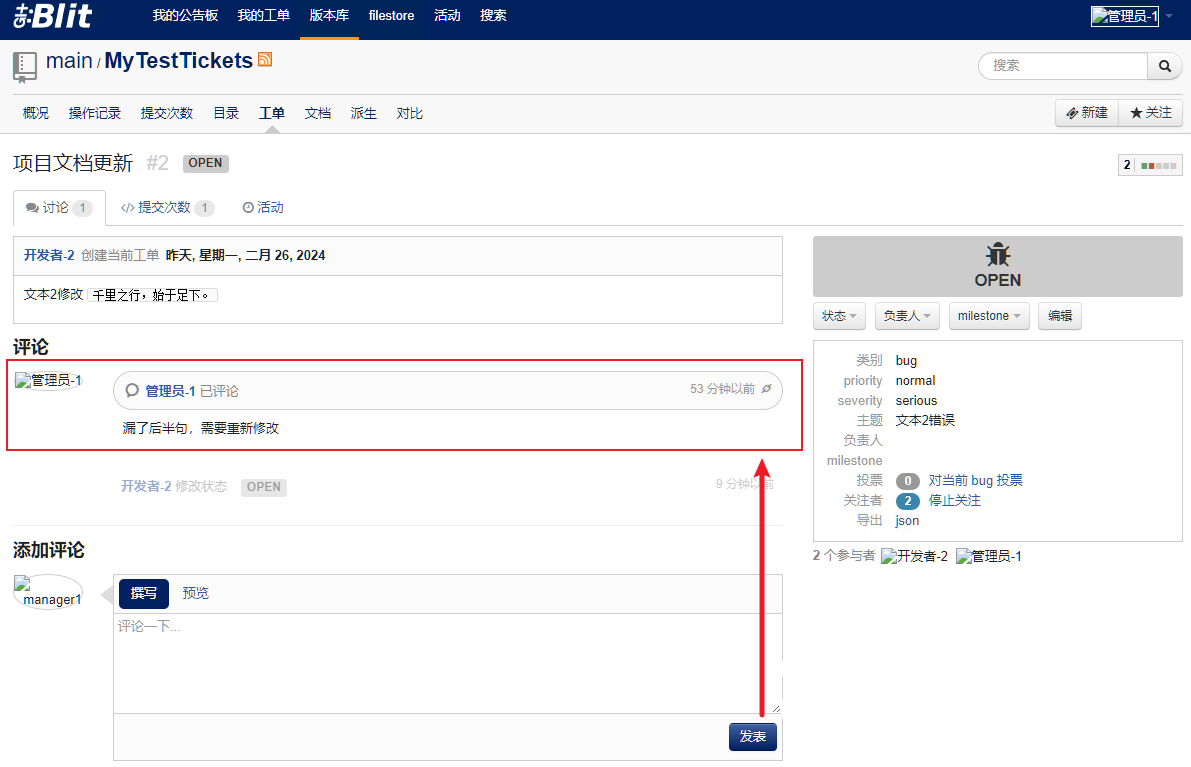 Blit 我的公告板 我的工单 版本库 filestore 活动 搜索 管理员-1
main / MyTestTickets 搜索
概况 操作记录 提交次数 目录 工单 文档 派生 对比 新建 关注
项目文档更新 #2 OPEN 2
讨论 1 提交次数 1 活动
开发者-2 创建当前工单 昨天, 星期一, 二月 26, 2024
文本2修改 千里之行，始于足下。
OPEN
状态 负责人 milestone 编辑
评论
管理员-1
管理员-1 已评论 53 分钟以前
漏了后半句，需要重新修改
开发者-2 修改状态 OPEN 9 分钟以前
类别 bug
priority normal
severity serious
主题 文本2错误
负责人
milestone
投票 0 对当前 bug 投票
关注者 2 停止关注
导出 json
2 个参与者 开发者-2 管理员-1
添加评论
manager1
撰写 预览
评论一下...
发表